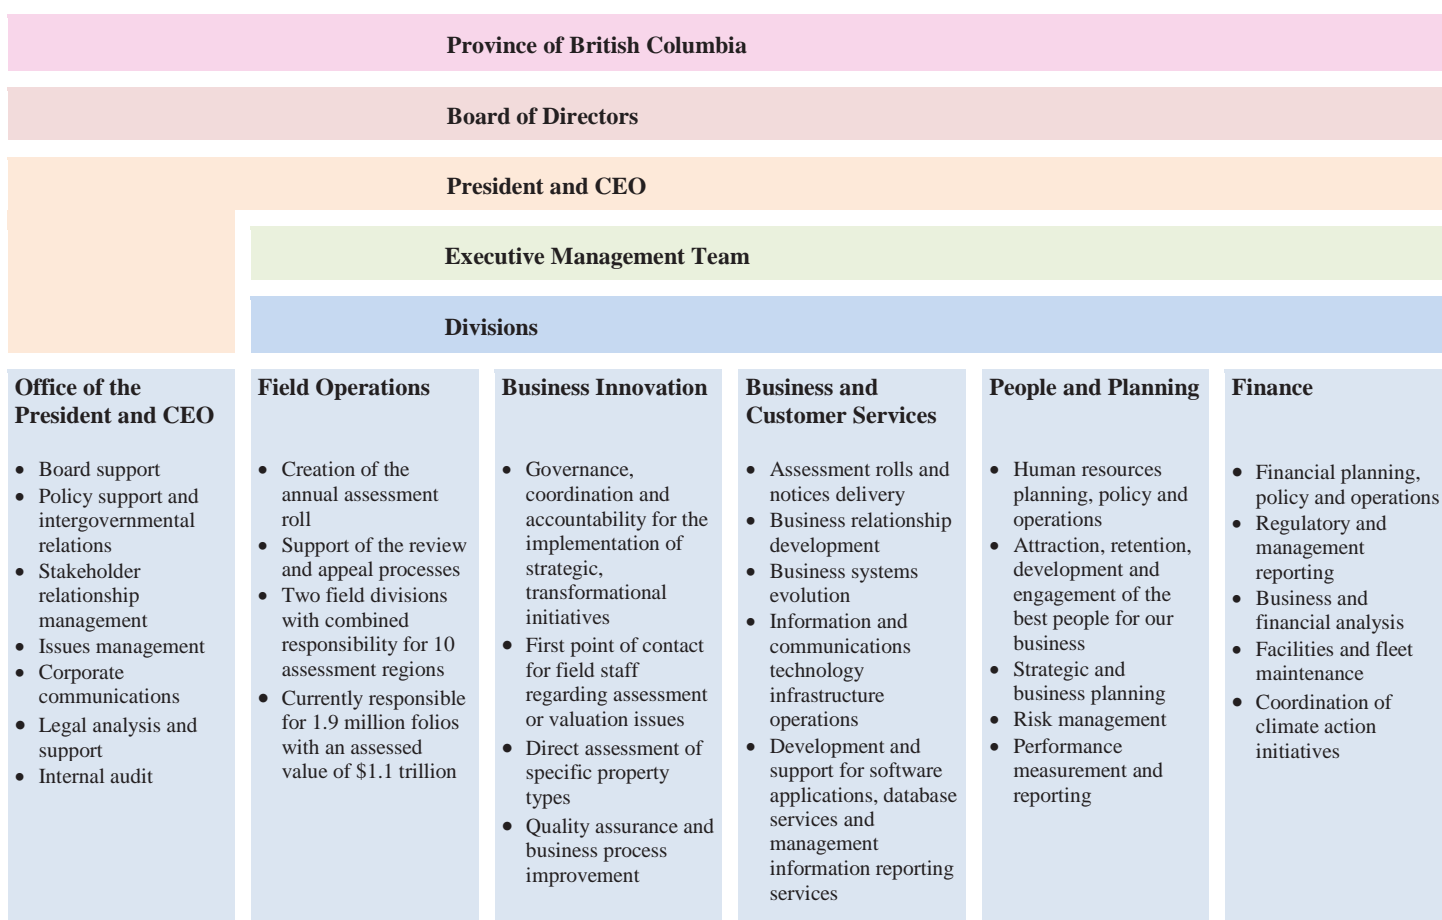 Province of British Columbia
Board of Directors
President and CEO
Executive Management Team
Divisions
Office of the
President and CEO
• Board support
• Policy support and
intergovernmental
relations
• Stakeholder
relationship
management
• Issues management
• Corporate
communications
• Legal analysis and
support
• Internal audit
Field Operations
• Creation of the
annual assessment
roll
• Support of the review
and appeal processes
• Two field divisions
with combined
responsibility for 10
assessment regions
• Currently responsible
for 1.9 million folios
with an assessed
value of $1.1 trillion
Business Innovation
• Governance,
coordination and
accountability for the
implementation of
strategic,
transformational
initiatives
• First point of contact
for field staff
regarding assessment
or valuation issues
• Direct assessment of
specific property
types
• Quality assurance and
business process
improvement
Business and
Customer Services
• Assessment rolls and
notices delivery
• Business relationship
development
• Business systems
evolution
• Information and
communications
technology
infrastructure
operations
• Development and
support for software
applications, database
services and
management
information reporting
services
People and Planning
• Human resources
planning, policy and
operations
• Attraction, retention,
development and
engagement of the
best people for our
business
• Strategic and
business planning
• Risk management
• Performance
measurement and
reporting
Finance
• Financial planning,
policy and operations
• Regulatory and
management
reporting
• Business and
financial analysis
• Facilities and fleet
maintenance
• Coordination of
climate action
initiatives